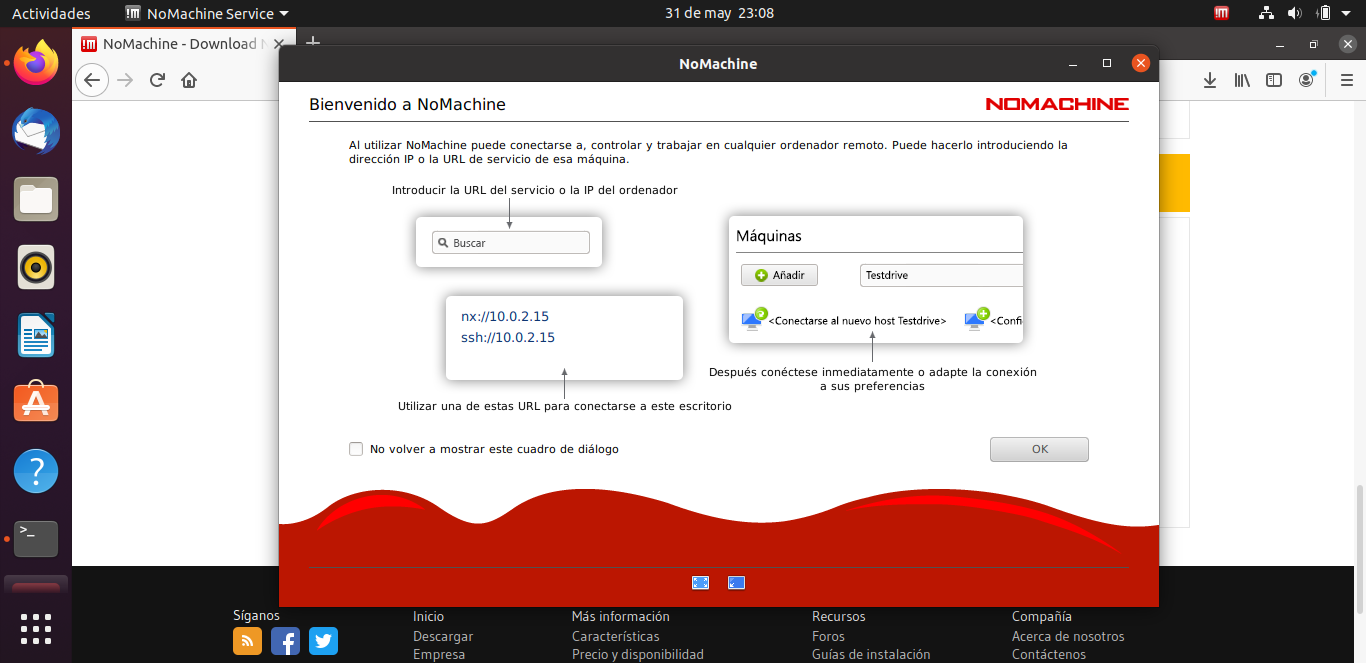 Actividades
NoMachine Service
31 de may 23:08
NoMachine - Download N
NoMachine
Bienvenido a NoMachine
NOMACHINE
Al utilizar NoMachine puede conectarse a, controlar y trabajar en cualquier ordenador remoto. Puede hacerlo introduciendo la
dirección IP o la URL de servicio de esa máquina.
Introducir la URL del servicio o la IP del ordenador
Buscar
Máquinas
Añadir
Testdrive
nx://10.0.2.15
ssh://10.0.2.15
<Conectarse al nuevo host Testdrive>
<Confi
Después conéctese inmediatamente o adapte la conexión
a sus preferencias
Utilizar una de estas URL para conectarse a este escritorio
No volver a mostrar este cuadro de diálogo
OK
Síganos
Inicio
Descargar
Empresa
Más información
Características
Precio y disponibilidad
Recursos
Foros
Guías de instalación
Compañía
Acerca de nosotros
Contáctenos